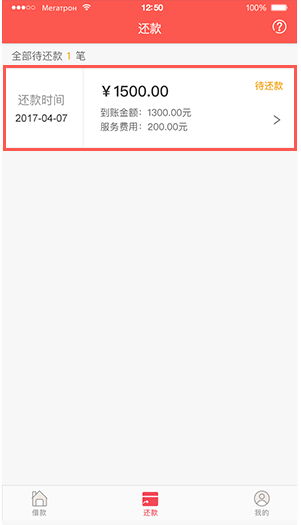 Мегатрон 12:50 100%
还款
全部待还款 1 笔
待还款
¥1500.00
还款时间
2017-04-07
到账金额：1300.00元
服务费用：200.00元
借款 还款 我的